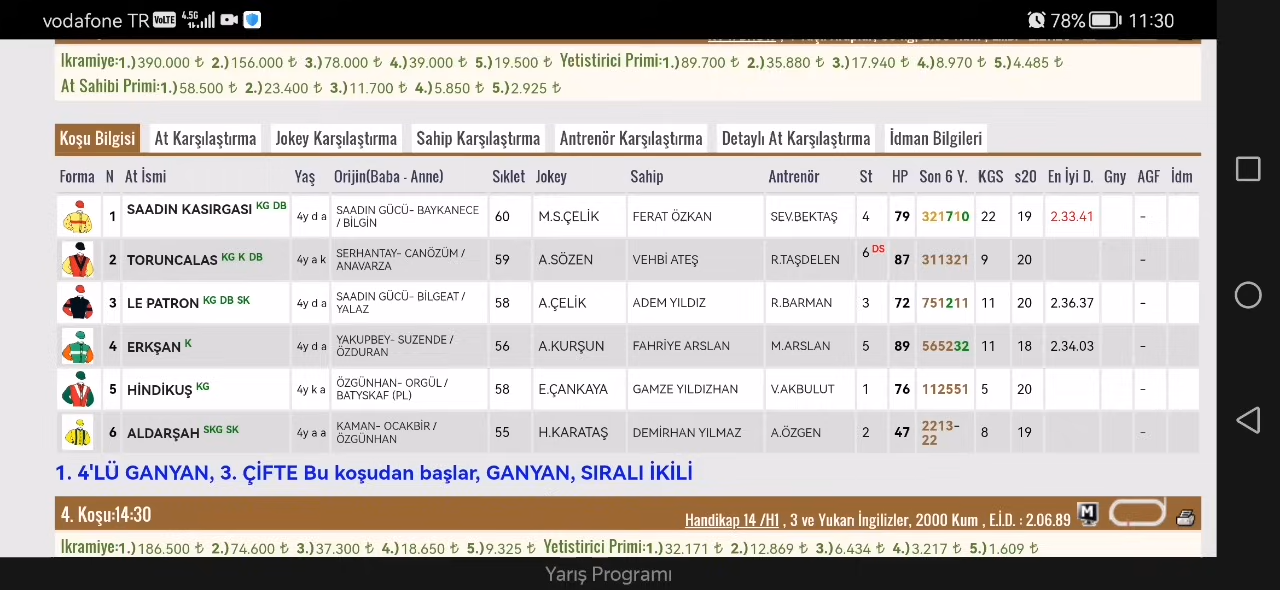 vodafone TR VoLTE 4.5G 78% 11:30
Ikramiye:1.)390.000 ₺ 2.)156.000 ₺ 3.)78.000 ₺ 4.)39.000 ₺ 5.)19.500 ₺ Yetistirici Primi:1.)89.700 ₺ 2.)35.880 ₺ 3.)17.940 ₺ 4.)8.970 ₺ 5.)4.485 ₺
At Sahibi Primi:1.)58.500 ₺ 2.)23.400 ₺ 3.)11.700 ₺ 4.)5.850 ₺ 5.)2.925 ₺
Koşu Bilgisi At Karşılaştırma Jokey Karşılaştırma Sahip Karşılaştırma Antrenör Karşılaştırma Detaylı At Karşılaştırma İdman Bilgileri
Forma N At İsmi Yaş Orijin(Baba - Anne) Sıklet Jokey Sahip Antrenör St HP Son 6 Y. KGS s20 En İyi D. Gny AGF İdm
1 SAADIN KASIRGASI KG DB 4y d a SAADIN GÜCÜ- BAYKANECE / BİLGİN 60 M.S.ÇELİK FERAT ÖZKAN SEV.BEKTAŞ 4 79 321710 22 19 2.33.41 -
2 TORUNCALAS KG K DB 4y a k SERHANTAY- CANÖZÜM / ANAVARZA 59 A.SÖZEN VEHBİ ATEŞ R.TAŞDELEN 6 DS 87 311321 9 20 -
3 LE PATRON KG DB SK 4y d a SAADIN GÜCÜ- BİLGEAT / YALAZ 58 A.ÇELİK ADEM YILDIZ R.BARMAN 3 72 751211 11 20 2.36.37 -
4 ERKŞAN K 4y d a YAKUPBEY- SUZENDE / ÖZDURAN 56 A.KURŞUN FAHRİYE ARSLAN M.ARSLAN 5 89 565232 11 18 2.34.03 -
5 HİNDİKUŞ KG 4y k a ÖZGÜNHAN- ORGÜL / BATYSKAF (PL) 58 E.ÇANKAYA GAMZE YILDIZHAN V.AKBULUT 1 76 112551 5 20 -
6 ALDARŞAH SKG SK 4y a a KAMAN- OCAKBİR / ÖZGÜNHAN 55 H.KARATAŞ DEMİRHAN YILMAZ A.ÖZGEN 2 47 2213-22 8 19 -
1. 4'LÜ GANYAN, 3. ÇİFTE Bu koşudan başlar, GANYAN, SIRALI İKİLİ
4. Koşu:14:30 Handikap 14 /H1 , 3 ve Yukarı İngilizler, 2000 Kum , E.İ.D. : 2.06.89 M
Ikramiye:1.)186.500 ₺ 2.)74.600 ₺ 3.)37.300 ₺ 4.)18.650 ₺ 5.)9.325 ₺ Yetistirici Primi:1.)32.171 ₺ 2.)12.869 ₺ 3.)6.434 ₺ 4.)3.217 ₺ 5.)1.609 ₺
Yarış Programı